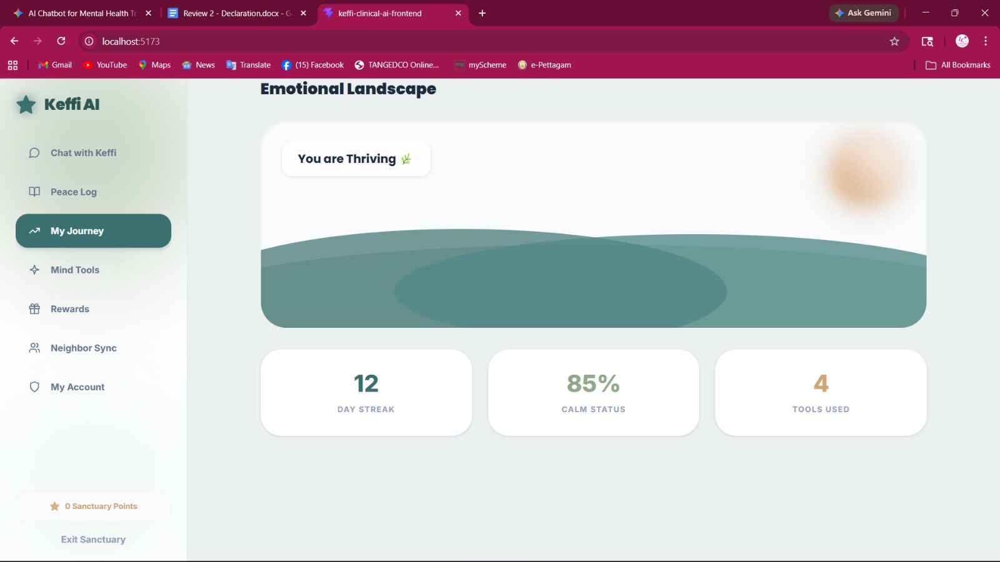 AI Chatbot for Mental Health Tr
Review 2 - Declaration.docx - G
keffi-clinical-ai-frontend
Ask Gemini
localhost:5173
Gmail
YouTube
Maps
News
Translate
(15) Facebook
TANGEDCO Online...
my
myScheme
e-Pettagam
All Bookmarks
Keffi AI
Chat with Keffi
Peace Log
My Journey
Mind Tools
Rewards
Neighbor Sync
My Account
0 Sanctuary Points
Exit Sanctuary
Emotional Landscape
You are Thriving 🌿
12
DAY STREAK
85%
CALM STATUS
4
TOOLS USED